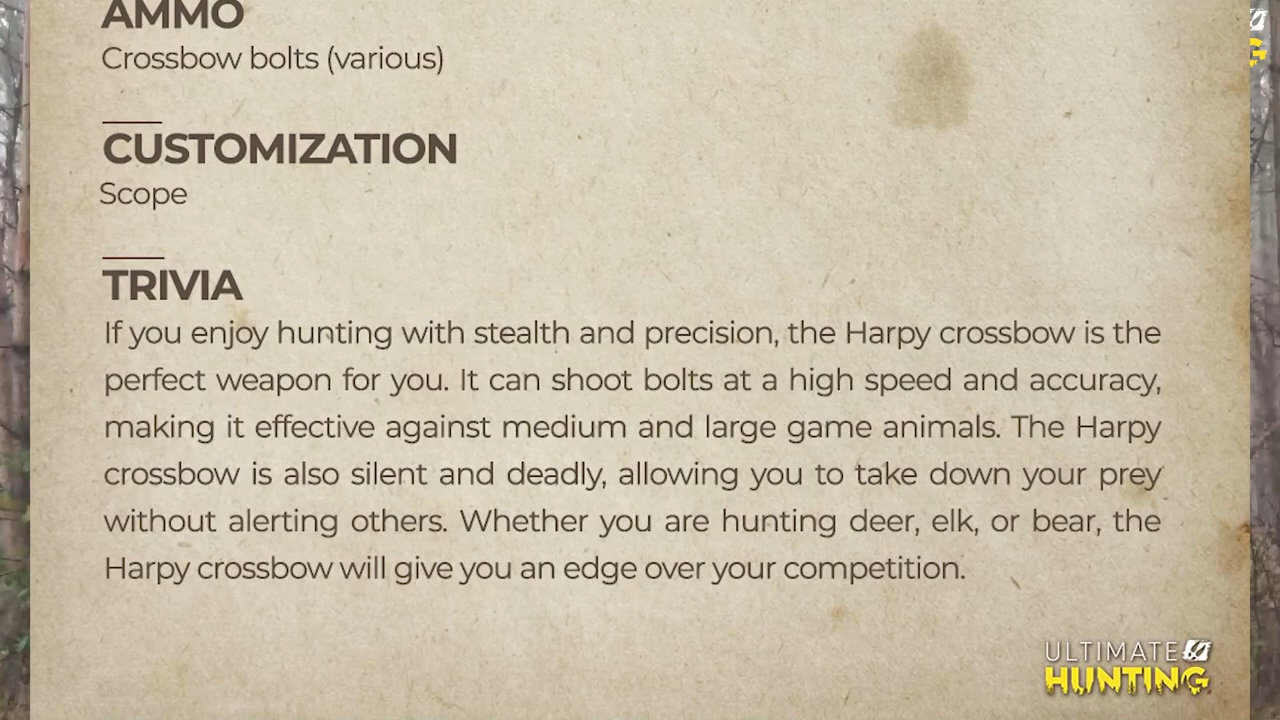 AMMO
Crossbow bolts (various)
CUSTOMIZATION
Scope
TRIVIA
If you enjoy hunting with stealth and precision, the Harpy crossbow is the
perfect weapon for you. It can shoot bolts at a high speed and accuracy,
making it effective against medium and large game animals. The Harpy
crossbow is also silent and deadly, allowing you to take down your prey
without alerting others. Whether you are hunting deer, elk, or bear, the
Harpy crossbow will give you an edge over your competition.
ULTIMATE
HUNTING
G